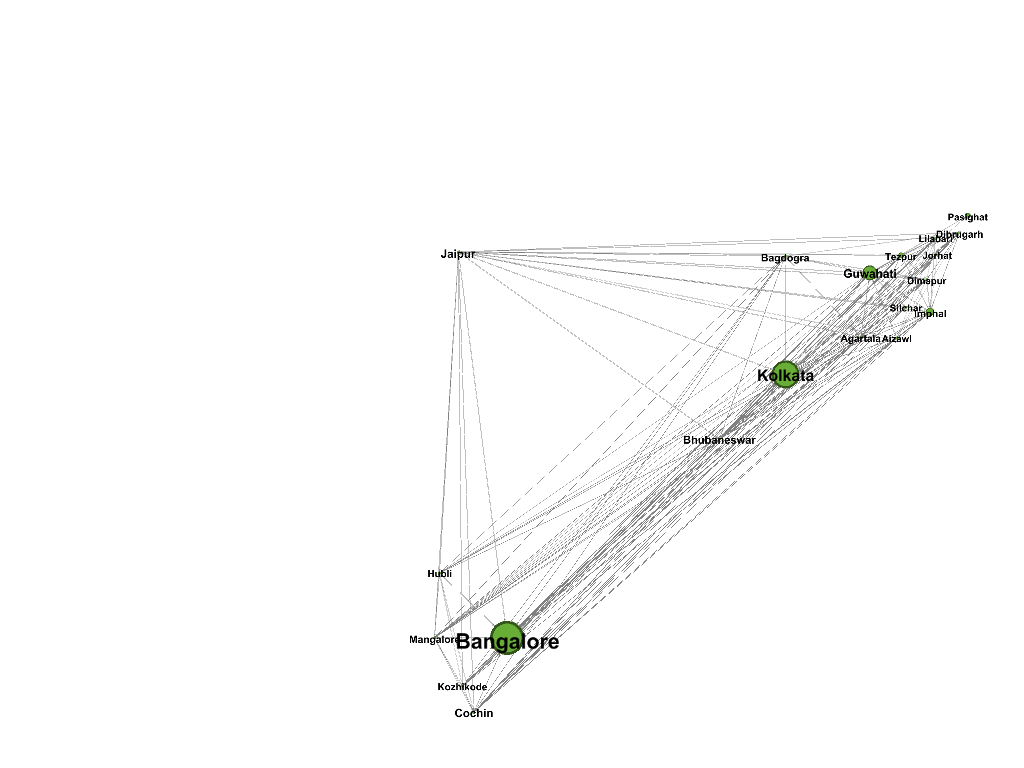 Pasighat
Dibrugarh
Lilabari
Jaipur
Bagdogra
Tezpur
Jorhat
Guwahati
Dimapur
Silchar
Imphal
Agartala
Aizawl
Kolkata
Bhubaneswar
Hubli
Mangalore
Bangalore
Kozhikode
Cochin